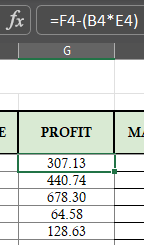 fx =F4-(B4*E4)
G
E PROFIT MA
307.13
440.74
678.30
64.58
128.63